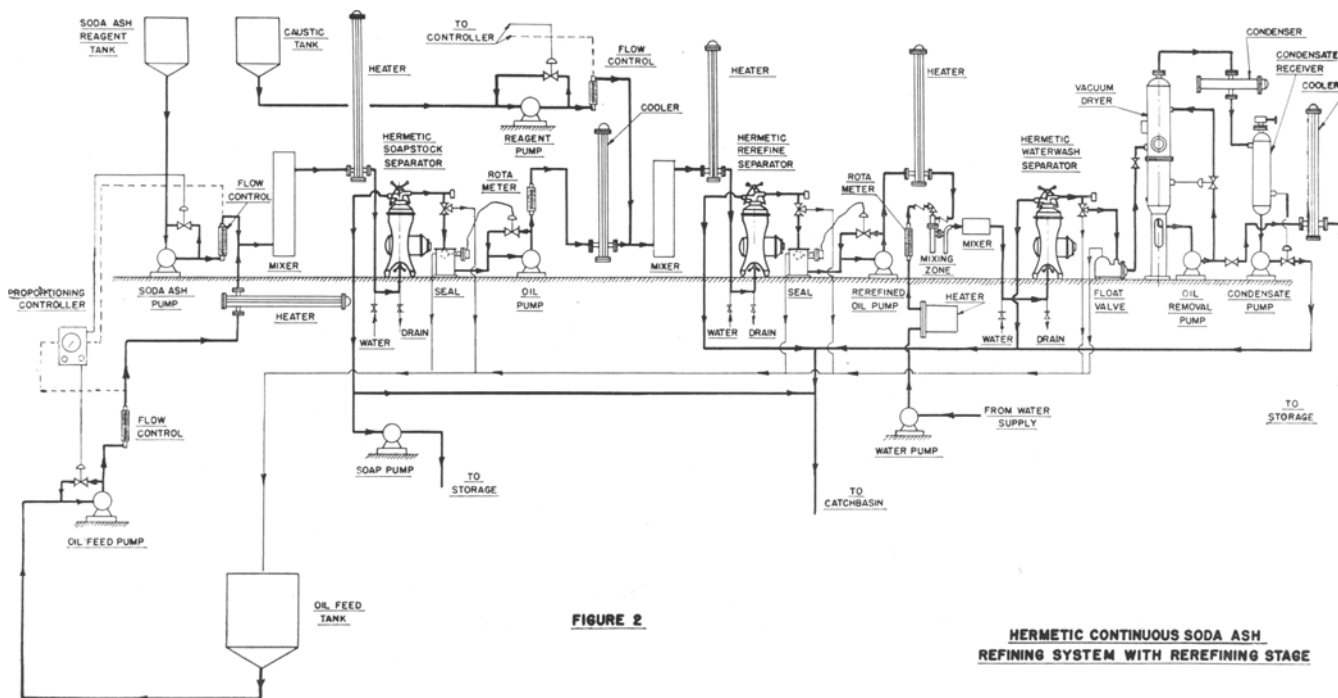 SODA ASH
REAGENT
TANK
CAUSTIC
TANK
TO
CONTROLLER
HEATER
FLOW
CONTROL
COOLER
REAGENT
PUMP
HEATER
HEATER
CONDENSER
CONDENSATE
RECEIVER
COOLER
VACUUM
DRYER
HERMETIC
SOAPSTOCK
SEPARATOR
ROTA
METER
HERMETIC
REREFINE
SEPARATOR
ROTA
METER
HERMETIC
WATERWASH
SEPARATOR
FLOW
CONTROL
MIXER
MIXER
MIXER
MIXING
ZONE
PROPORTIONING
CONTROLLER
SODA ASH
PUMP
HEATER
SEAL
OIL
PUMP
WATER
DRAIN
SEAL
REREFINED
OIL PUMP
WATER
DRAIN
HEATER
WATER
DRAIN
FLOAT
VALVE
OIL
REMOVAL
PUMP
CONDENSATE
PUMP
FLOW
CONTROL
OIL FEED PUMP
SOAP PUMP
TO
STORAGE
TO
CATCHBASIN
WATER PUMP
FROM WATER
SUPPLY
TO
STORAGE
OIL FEED
TANK
FIGURE 2
HERMETIC CONTINUOUS SODA ASH
REFINING SYSTEM WITH REREFINING STAGE